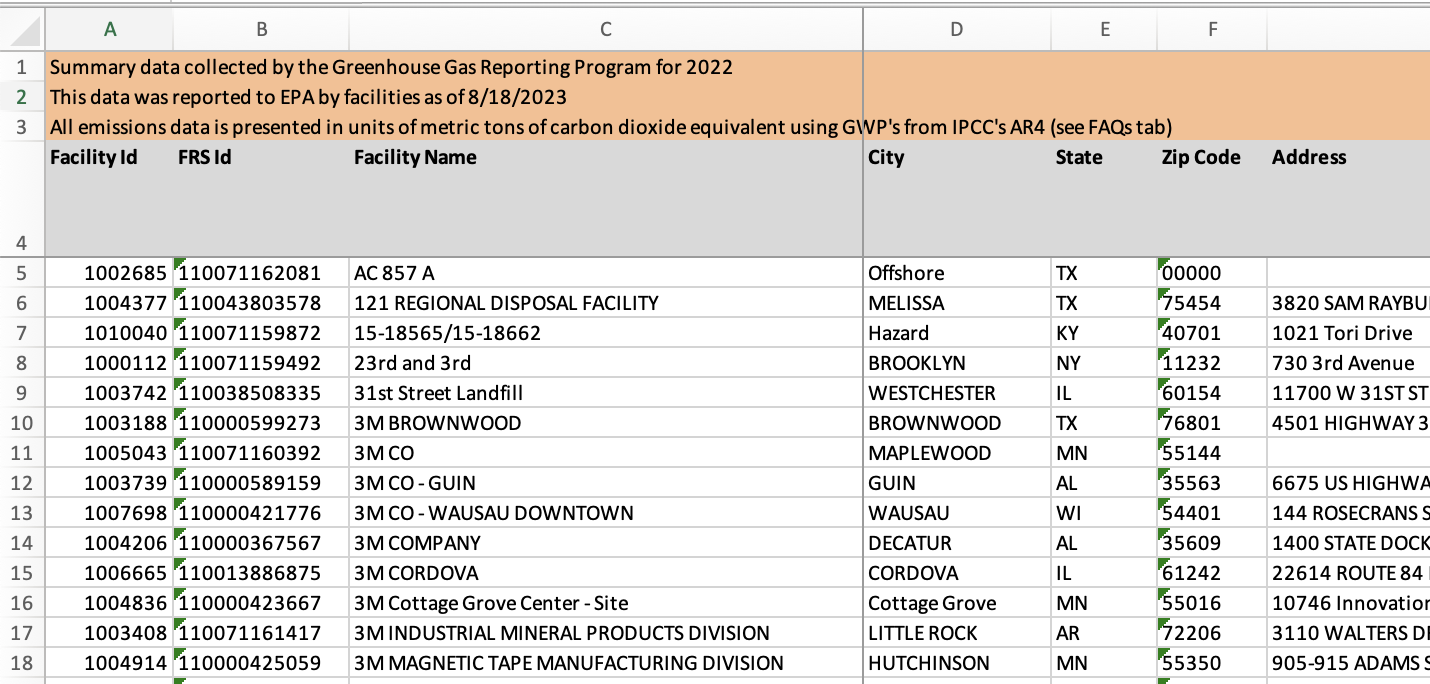 A B C D E F
1 Summary data collected by the Greenhouse Gas Reporting Program for 2022
2 This data was reported to EPA by facilities as of 8/18/2023
3 All emissions data is presented in units of metric tons of carbon dioxide equivalent using GWP's from IPCC's AR4 (see FAQs tab)
4 Facility Id FRS Id Facility Name City State Zip Code Address
5 1002685 110071162081 AC 857 A Offshore TX 00000
6 1004377 110043803578 121 REGIONAL DISPOSAL FACILITY MELISSA TX 75454 3820 SAM RAYBU
7 1010040 110071159872 15-18565/15-18662 Hazard KY 40701 1021 Tori Drive
8 1000112 110071159492 23rd and 3rd BROOKLYN NY 11232 730 3rd Avenue
9 1003742 110038508335 31st Street Landfill WESTCHESTER IL 60154 11700 W 31ST ST
10 1003188 110000599273 3M BROWNWOOD BROWNWOOD TX 76801 4501 HIGHWAY 3
11 1005043 110071160392 3M CO MAPLEWOOD MN 55144
12 1003739 110000589159 3M CO - GUIN GUIN AL 35563 6675 US HIGHWA
13 1007698 110000421776 3M CO - WAUSAU DOWNTOWN WAUSAU WI 54401 144 ROSECRANS S
14 1004206 110000367567 3M COMPANY DECATUR AL 35609 1400 STATE DOCK
15 1006665 110013886875 3M CORDOVA CORDOVA IL 61242 22614 ROUTE 84
16 1004836 110000423667 3M Cottage Grove Center - Site Cottage Grove MN 55016 10746 Innovation
17 1003408 110071161417 3M INDUSTRIAL MINERAL PRODUCTS DIVISION LITTLE ROCK AR 72206 3110 WALTERS DR
18 1004914 110000425059 3M MAGNETIC TAPE MANUFACTURING DIVISION HUTCHINSON MN 55350 905-915 ADAMS S